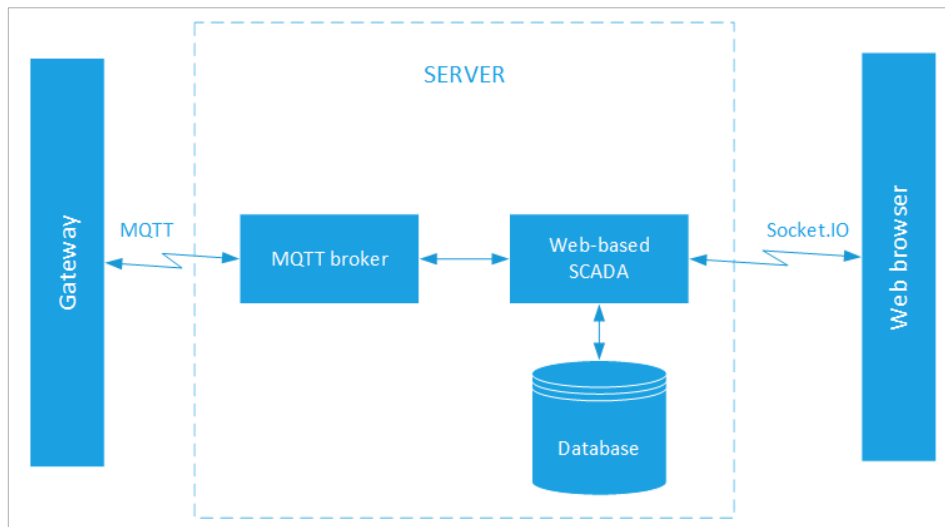 SERVER
Gateway
MQTT
MQTT broker
Web-based
SCADA
Socket.IO
Web browser
Database